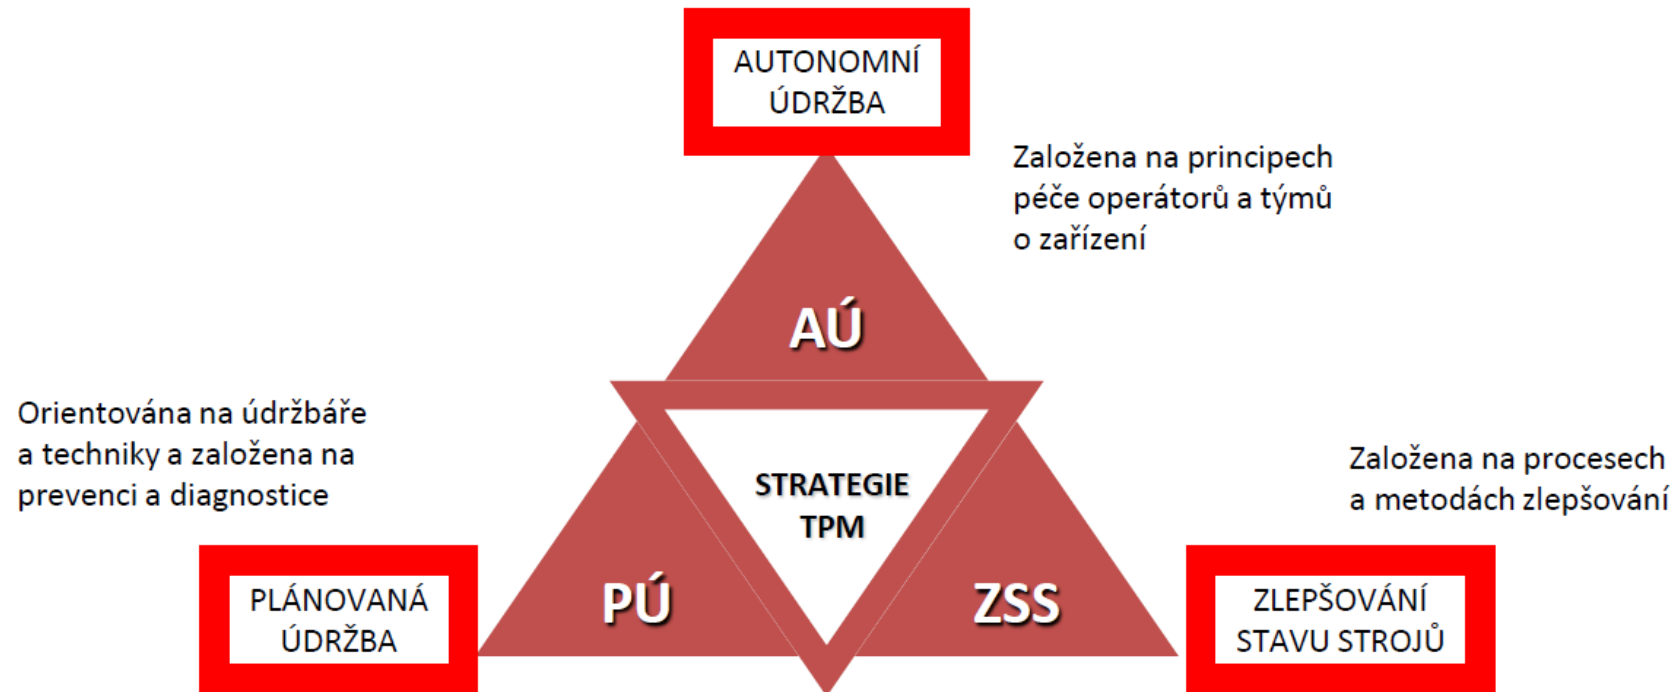 AUTONOMNÍ
ÚDRŽBA
Založena na principech
péče operátorů a týmů
o zařízení
AÚ
Orientována na údržbáře
a techniky a založena na
prevenci a diagnostice
STRATEGIE
TPM
Založena na procesech
a metodách zlepšování
PLÁNOVANÁ
ÚDRŽBA
PÚ
ZSS
ZLEPŠOVÁNÍ
STAVU STROJŮ